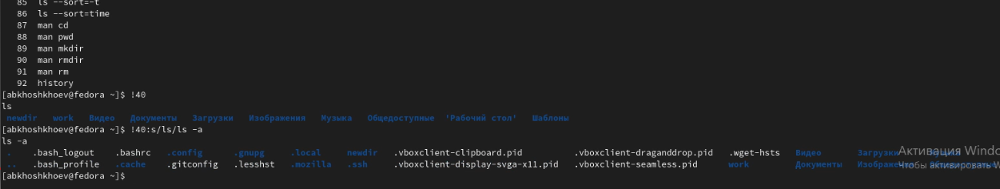 85  ls --sort=-t
86  ls --sort=time
87  man cd
88  man pwd
89  man mkdir
90  man rmdir
91  man rm
92  history
[abkhoshkhoev@fedora ~]$ !40
ls
newdir  work  Видео  Документы  Загрузки  Изображения  Музыка  Общедоступные  'Рабочий стол'  Шаблоны
[abkhoshkhoev@fedora ~]$ !40:s/ls/ls -a
ls -a
.  .bash_logout  .bashrc  .config  .gnupg  .local  newdir  .vboxclient-clipboard.pid  .vboxclient-draganddrop.pid  .wget-hsts  Видео  Загрузки
..  .bash_profile  .cache  .gitconfig  .lesshst  .mozilla  .ssh  .vboxclient-display-svga-x11.pid  .vboxclient-seamless.pid  work  Документы
[abkhoshkhoev@fedora ~]$
Активация Windo
Чтобы активировать W